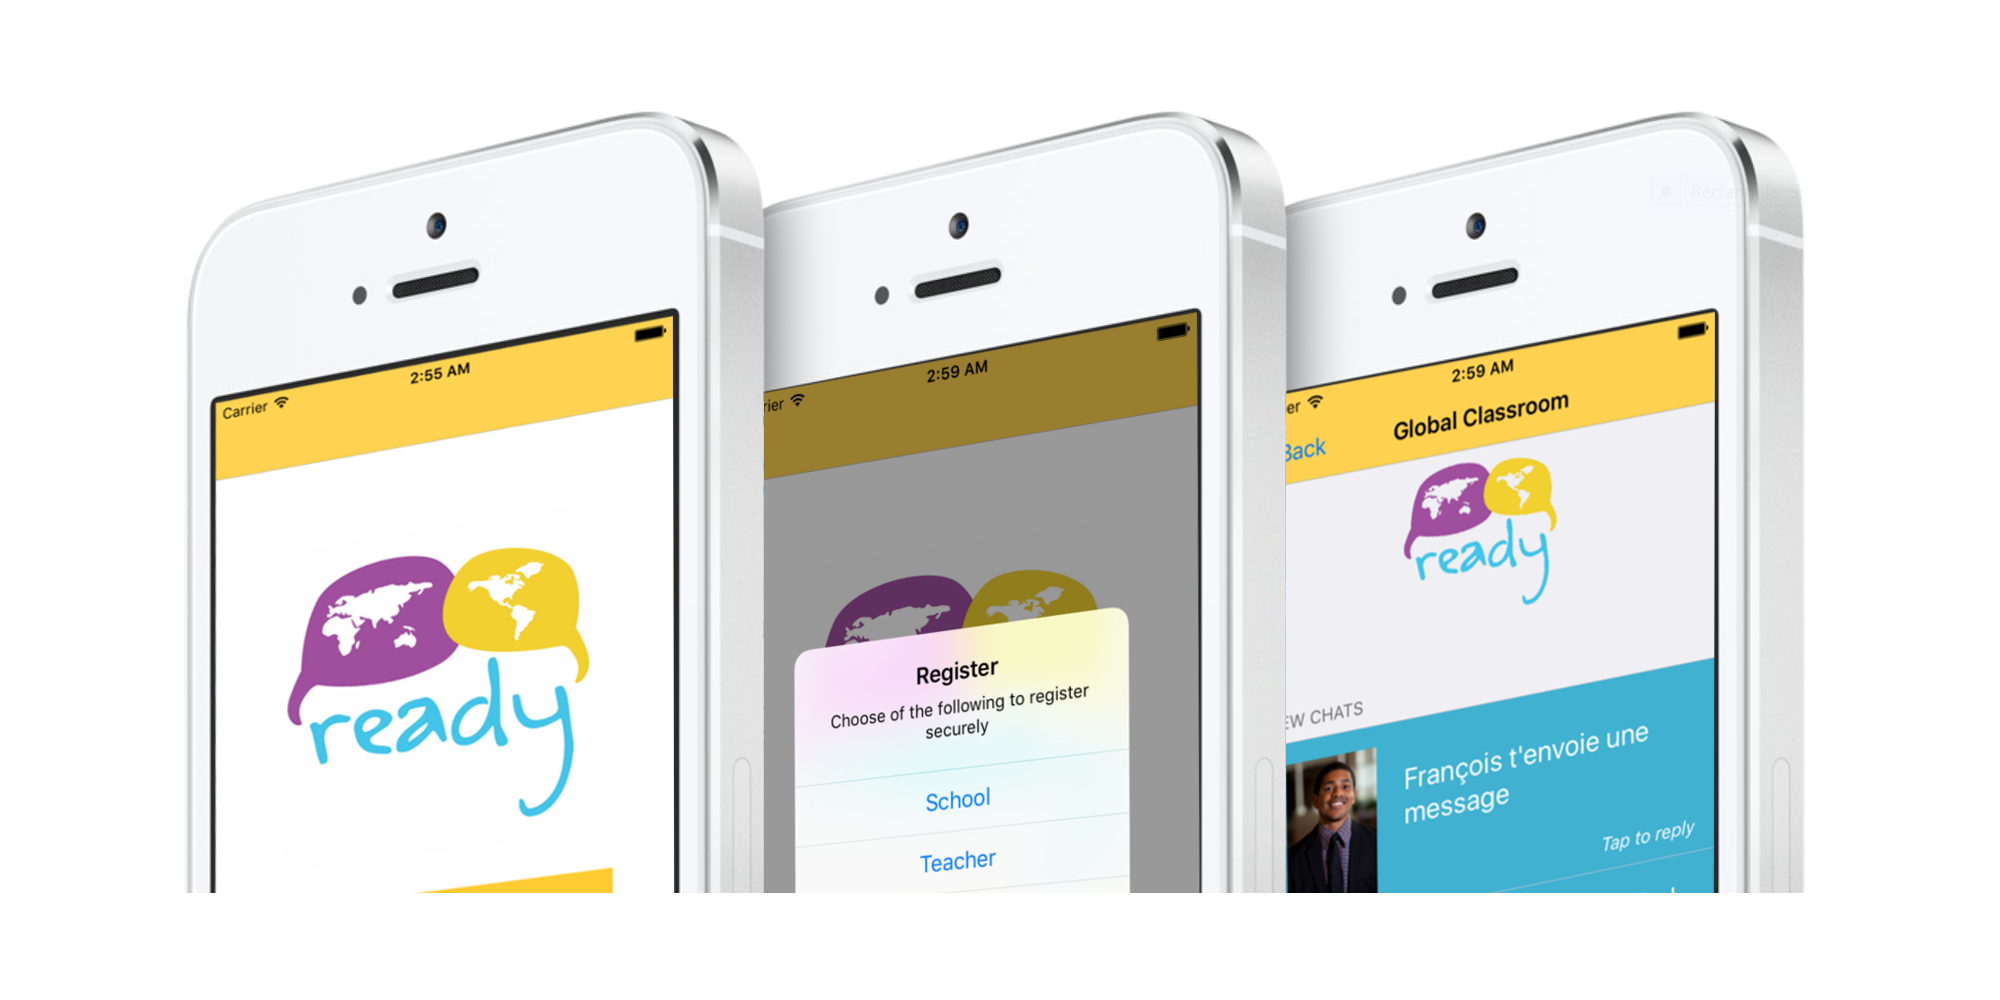 2:55 AM
Carrier
ready
2:59 AM
rier
Register
Choose of the following to register
securely
School
Teacher
2:59 AM
er
Back
Global Classroom
ready
EW CHATS
François t'envoie une
message
Tap to reply